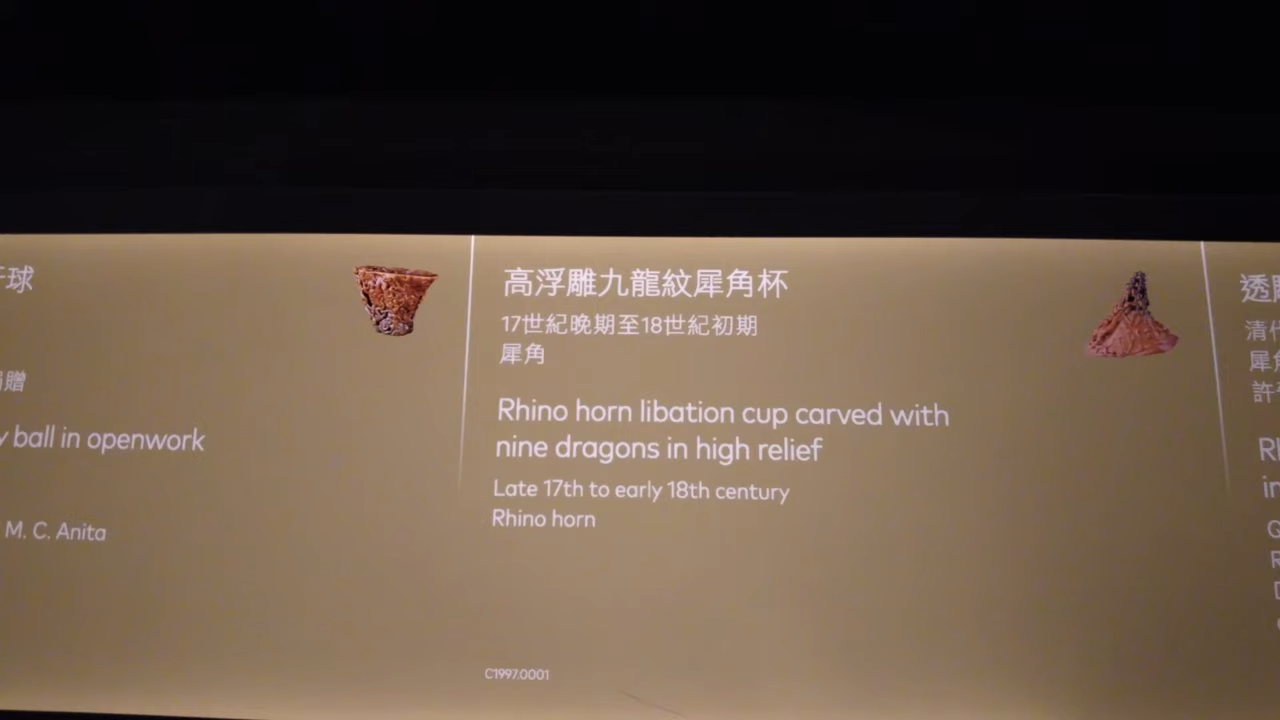 球
贈
ball in openwork
M. C. Anita
高浮雕九龍紋犀角杯
17世紀晚期至18世紀初期
犀角
Rhino horn libation cup carved with
nine dragons in high relief
Late 17th to early 18th century
Rhino horn
C1997.0001
透
清
犀
許